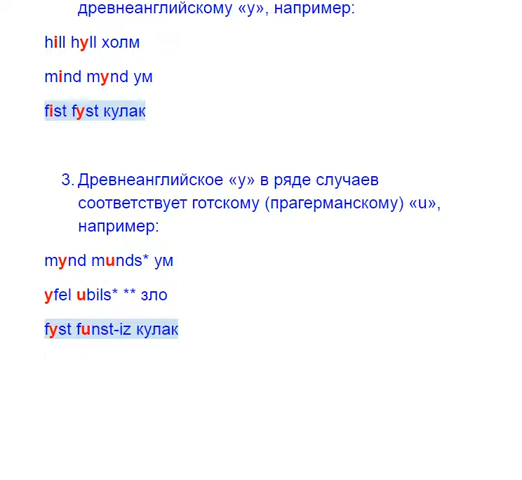 древнеанглийскому «y», например:
hill hyll холм
mind mynd ум
fist fyst кулак
3. Древнеанглийское «y» в ряде случаев
соответствует готскому (прагерманскому) «u»,
например:
mynd munds* ум
yfel ubils* ** зло
fyst funst-iz кулак